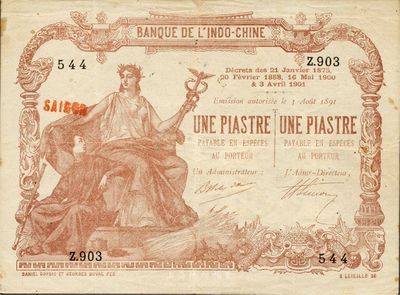 BANQUE DE L'INDO-CHINE
544
Z.903
Décrets des 21 Janvier 1875,
20 Février 1888, 16 Mai 1900
& 3 Avril 1901
Emission autorisée le 3 Août 1891
SAIGON
UNE PIASTRE
PAYABLE EN ESPÈCES
AU PORTEUR
Un Administrateur:
UNE PIASTRE
PAYABLE EN ESPÈCES
AU PORTEUR
L'Admr-Directeur,
Z.903
544
DANIEL DUPUIS ET GEORGES DUVAL FEC